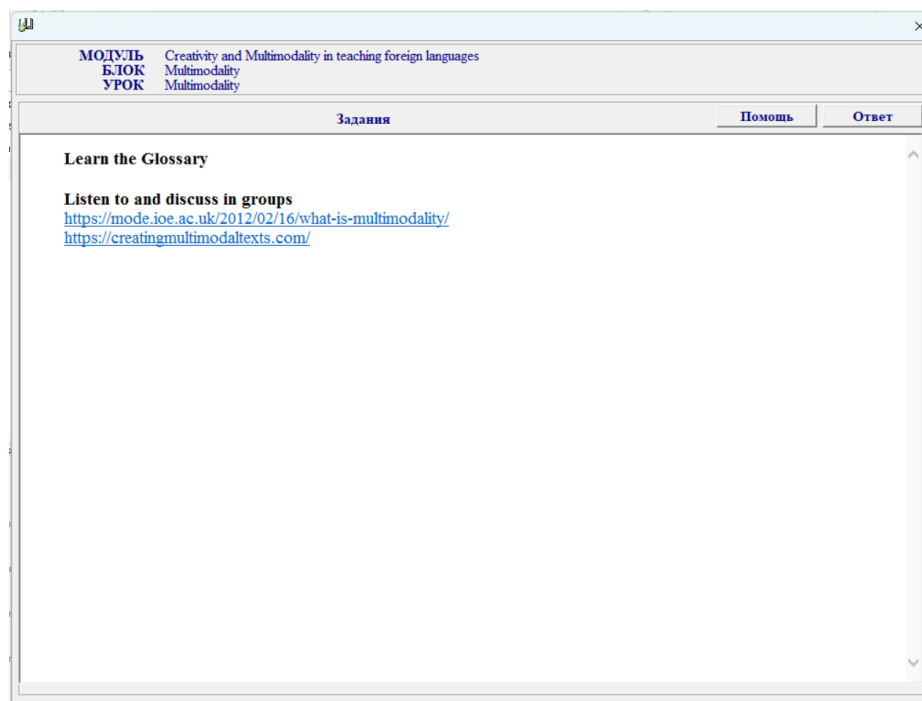 МОДУЛЬ Creativity and Multimodality in teaching foreign languages
БЛОК Multimodality
УРОК Multimodality
Задания
Помощь
Ответ
Learn the Glossary
Listen to and discuss in groups
https://mode.ioe.ac.uk/2012/02/16/what-is-multimodality/
https://creatingmultimodaltexts.com/